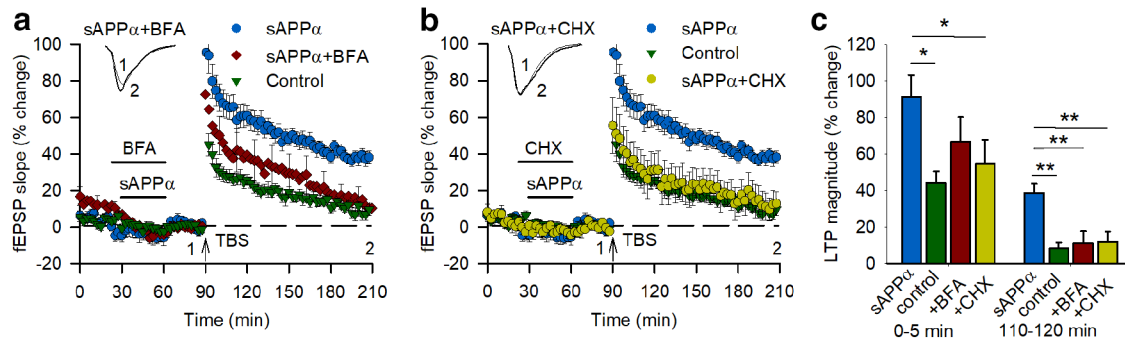 a
sAPPα+BFA
sAPPα
sAPPα+BFA
Control
1
2
fEPSP slope (% change)
100
80
60
40
20
0
-20
BFA
sAPPα
1
TBS
2
0 30 60 90 120 150 180 210
Time (min)
b
sAPPα+CHX
sAPPα
Control
sAPPα+CHX
1
2
fEPSP slope (% change)
100
80
60
40
20
0
-20
CHX
sAPPα
1
TBS
2
0 30 60 90 120 150 180 210
Time (min)
c
LTP magnitude (% change)
120
100
80
60
40
20
0
*
*
**
**
**
sAPPα
control
+BFA
+CHX
sAPPα
control
+BFA
+CHX
0-5 min
110-120 min